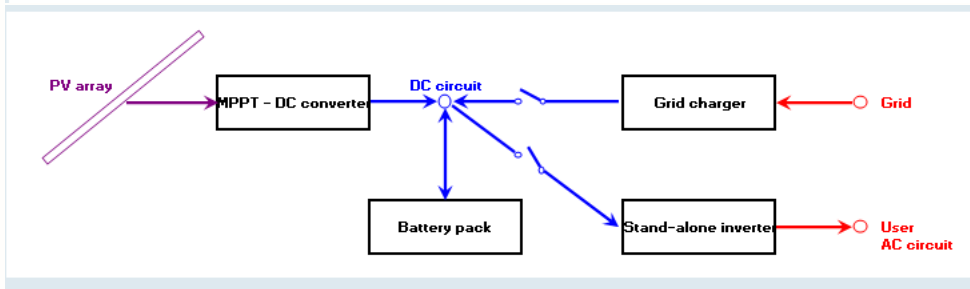 PV array
MPPT - DC converter
DC circuit
Grid charger
Grid
Battery pack
Stand-alone inverter
User
AC circuit